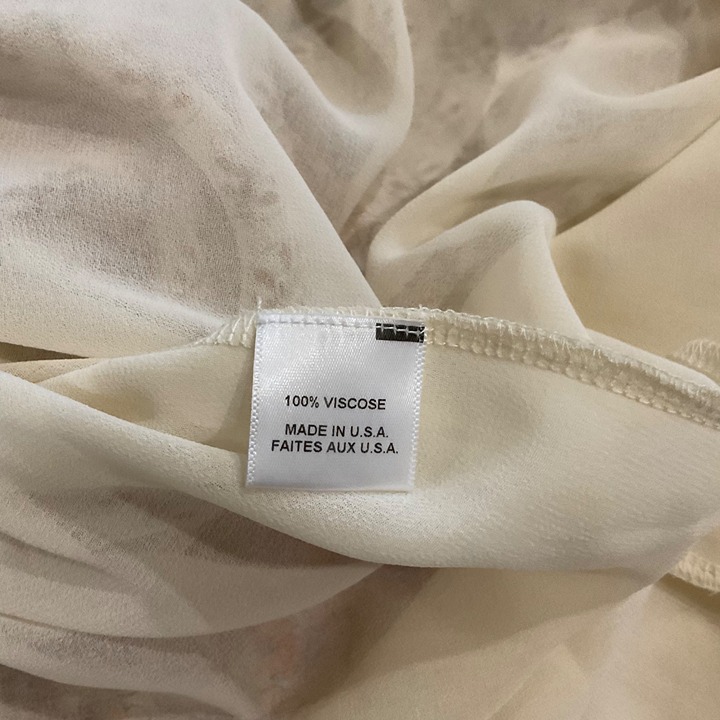 100% VISCOSE
MADE IN U.S.A.
FAITES AUX U.S.A.